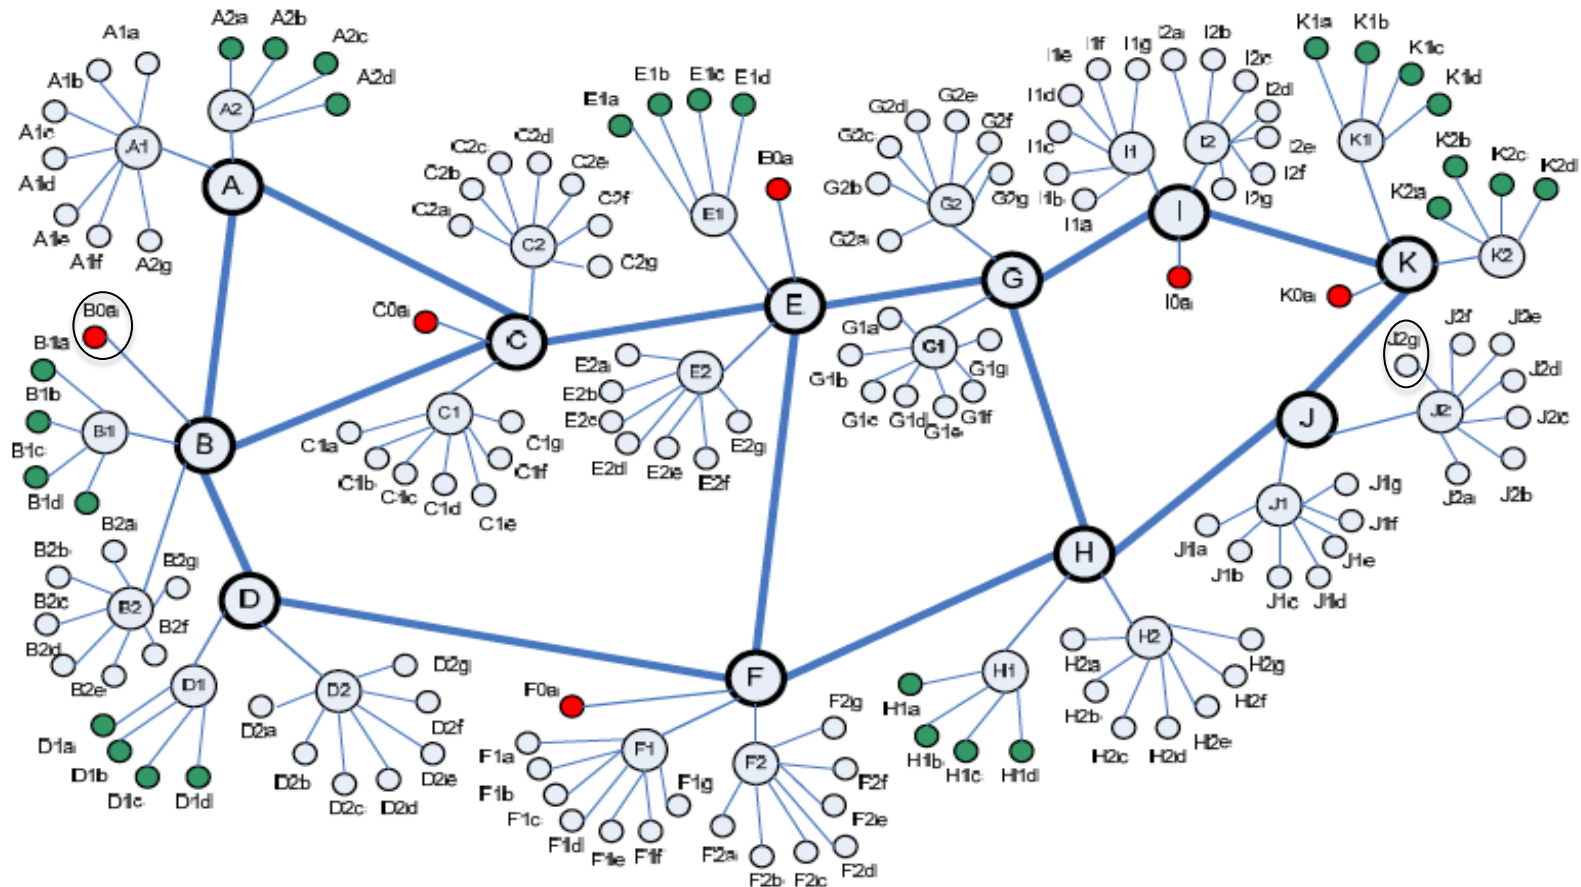 A1a
A2a
A2b
A2c
A2d
A1b
A1c
A1d
A1e
A1f
A2g
A1
A2
A
B0a
B1a
B1b
B1c
B1d
B1
B
B2a
B2b
B2c
B2d
B2e
B2f
B2g
B2
C2a
C2b
C2c
C2d
C2e
C2f
C2g
C2
C0a
C
C1
C1a
C1b
C1c
C1d
C1e
C1f
C1g
D
D1
D1a
D1b
D1c
D1d
D2
D2a
D2b
D2c
D2d
D2e
D2f
D2g
E1a
E1b
E1c
E1d
E1
E0a
E
E2
E2a
E2b
E2c
E2d
E2e
E2f
E2g
F
F0a
F1
F1a
F1b
F1c
F1d
F1e
F1f
F1g
F2
F2a
F2b
F2c
F2d
F2e
F2f
F2g
G2a
G2b
G2c
G2d
G2e
G2f
G2g
G2
G
G1
G1a
G1b
G1c
G1d
G1e
G1f
G1g
H
H1
H1a
H1b
H1c
H1d
H2
H2a
H2b
H2c
H2d
H2e
H2f
H2g
I1a
I1b
I1c
I1d
I1e
I1f
I1g
I1
I2a
I2b
I2c
I2d
I2e
I2f
I2g
I2
I
I0a
J
J1
J1a
J1b
J1c
J1d
J1e
J1f
J1g
J2
J2a
J2b
J2c
J2d
J2e
J2f
J2g
K1a
K1b
K1c
K1d
K1
K2a
K2b
K2c
K2d
K2
K
K0a